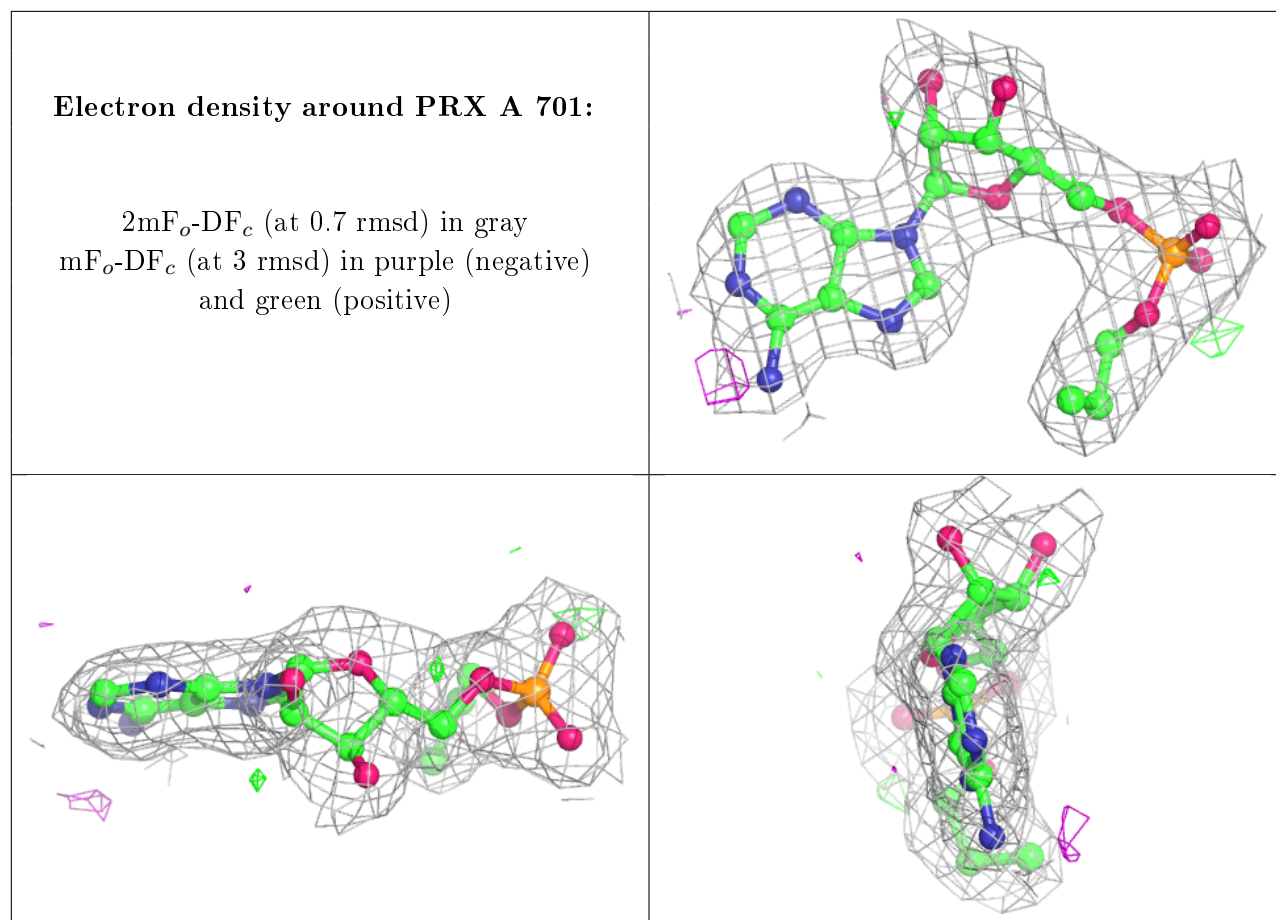 Electron density around PRX A 701:
2mFo-DFc (at 0.7 rmsd) in gray
mFo-DFc (at 3 rmsd) in purple (negative)
and green (positive)